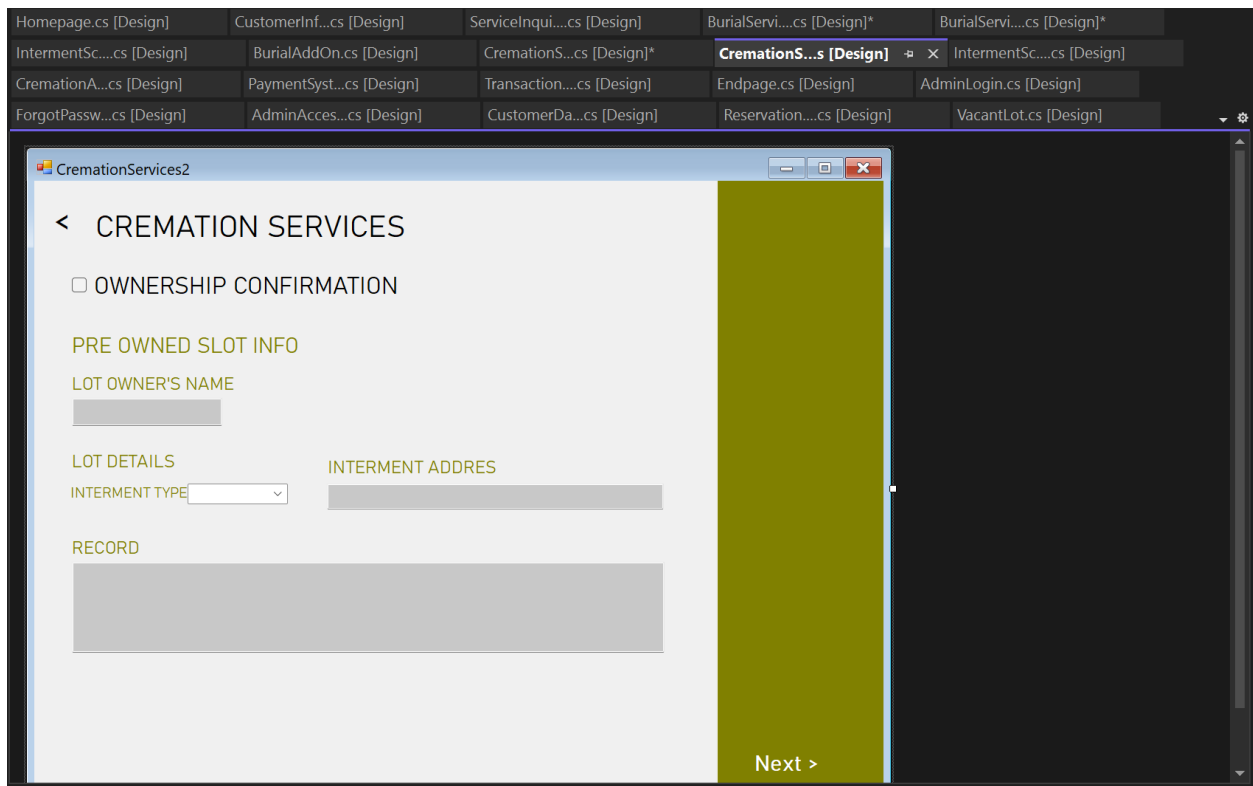 Homepage.cs [Design] CustomerInf...cs [Design] ServiceInqui....cs [Design] BurialServi....cs [Design]* BurialServi....cs [Design]*
IntermentSc....cs [Design] BurialAddOn.cs [Design] CremationS...cs [Design]* CremationS...s [Design] IntermentSc....cs [Design]
CremationA...cs [Design] PaymentSyst...cs [Design] Transaction....cs [Design] Endpage.cs [Design] AdminLogin.cs [Design]
ForgotPassw...cs [Design] AdminAcces...cs [Design] CustomerDa...cs [Design] Reservation....cs [Design] VacantLot.cs [Design]
CremationServices2
< CREMATION SERVICES
OWNERSHIP CONFIRMATION
PRE OWNED SLOT INFO
LOT OWNER'S NAME
LOT DETAILS
INTERMENT ADDRES
INTERMENT TYPE
RECORD
Next >